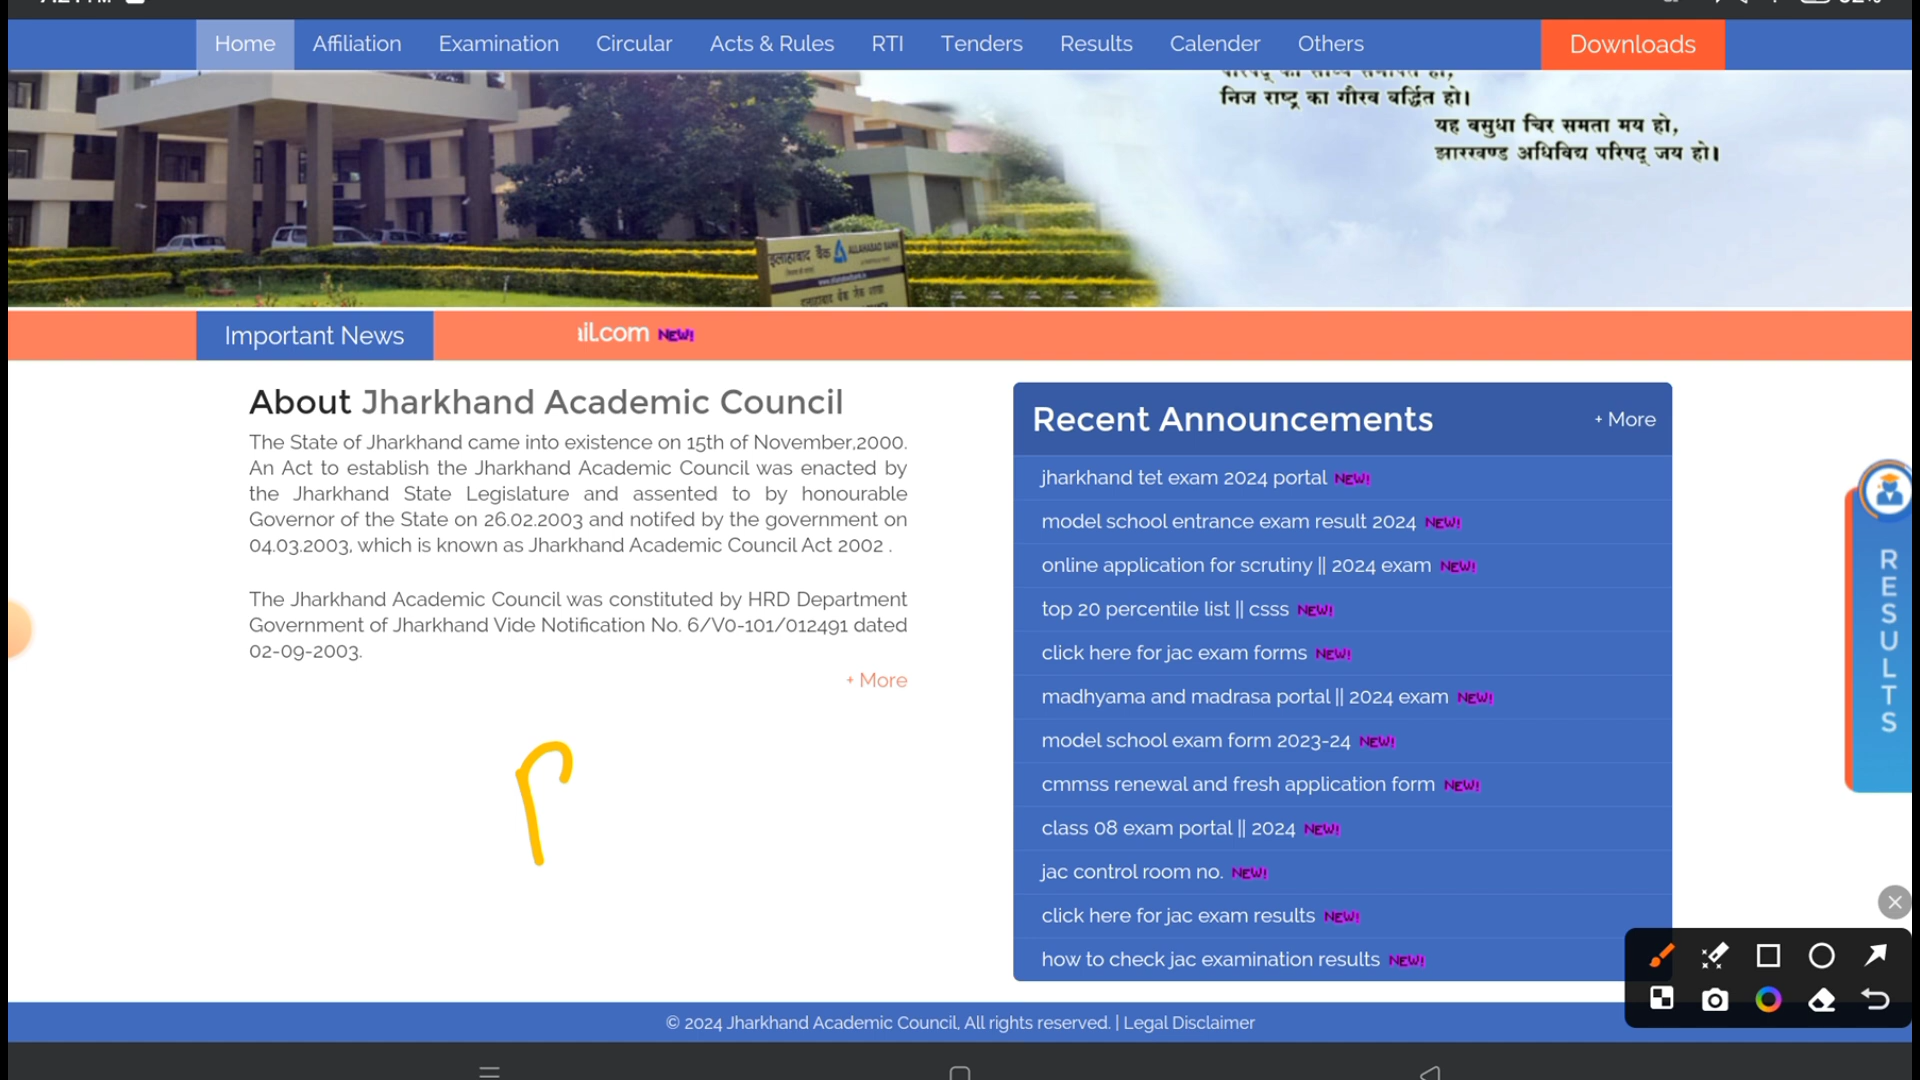 Home Affiliation Examination Circular Acts & Rules RTI Tenders Results Calender Others Downloads
निज राष्ट्र का गौरव बर्द्धित हो।
यह वसुधा चिर समता मय हो,
झारखण्ड अधिविद्य परिषद् जय हो।
इलाहाबाद बैंक ALLAHABAD BANK
Important News
il.com NEW!
About Jharkhand Academic Council
The State of Jharkhand came into existence on 15th of November,2000.
An Act to establish the Jharkhand Academic Council was enacted by
the Jharkhand State Legislature and assented to by honourable
Governor of the State on 26.02.2003 and notifed by the government on
04.03.2003, which is known as Jharkhand Academic Council Act 2002 .
The Jharkhand Academic Council was constituted by HRD Department
Government of Jharkhand Vide Notification No. 6/V0-101/012491 dated
02-09-2003.
+ More
Recent Announcements + More
jharkhand tet exam 2024 portal NEW!
model school entrance exam result 2024 NEW!
online application for scrutiny || 2024 exam NEW!
top 20 percentile list || csss NEW!
click here for jac exam forms NEW!
madhyama and madrasa portal || 2024 exam NEW!
model school exam form 2023-24 NEW!
cmmss renewal and fresh application form NEW!
class 08 exam portal || 2024 NEW!
jac control room no. NEW!
click here for jac exam results NEW!
how to check jac examination results NEW!
RESULTS
© 2024 Jharkhand Academic Council, All rights reserved. | Legal Disclaimer